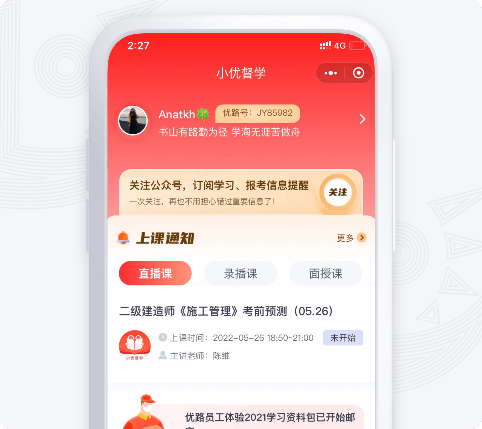 2:27
4G
小优督学
Anatkh🍀
优路号：JY85982
书山有路勤为径 学海无涯苦做舟
关注公众号，订阅学习、报考信息提醒
一次关注，再也不用担心错过重要信息了！
关注
上课通知
更多
直播课
录播课
面授课
二级建造师《施工管理》考前预测（05.26）
小优督学
上课时间：2022-05-26 18:50-21:00
未开始
主讲老师：陈维
优路员工体验2021学习资料包已开始邮